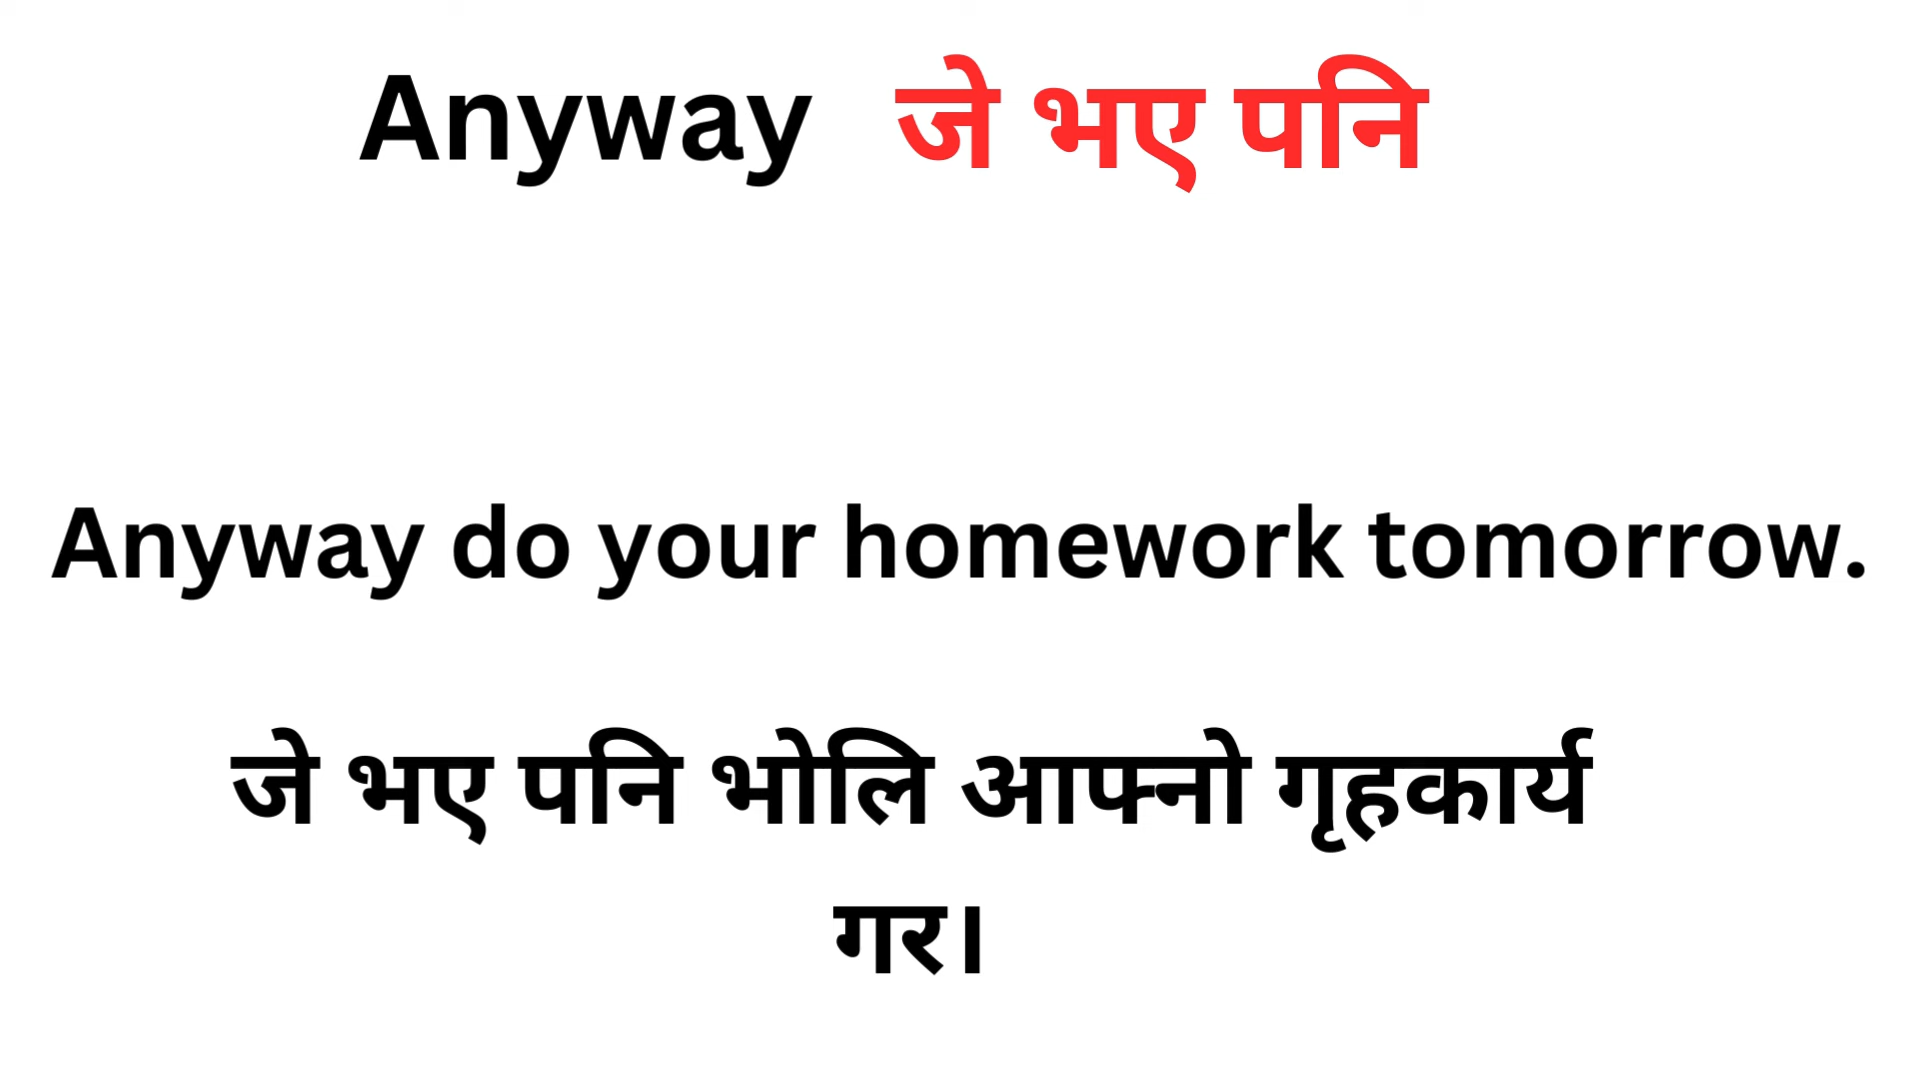 Anyway जे भए पनि
Anyway do your homework tomorrow.
जे भए पनि भोलि आफ्नो गृहकार्य
गर।